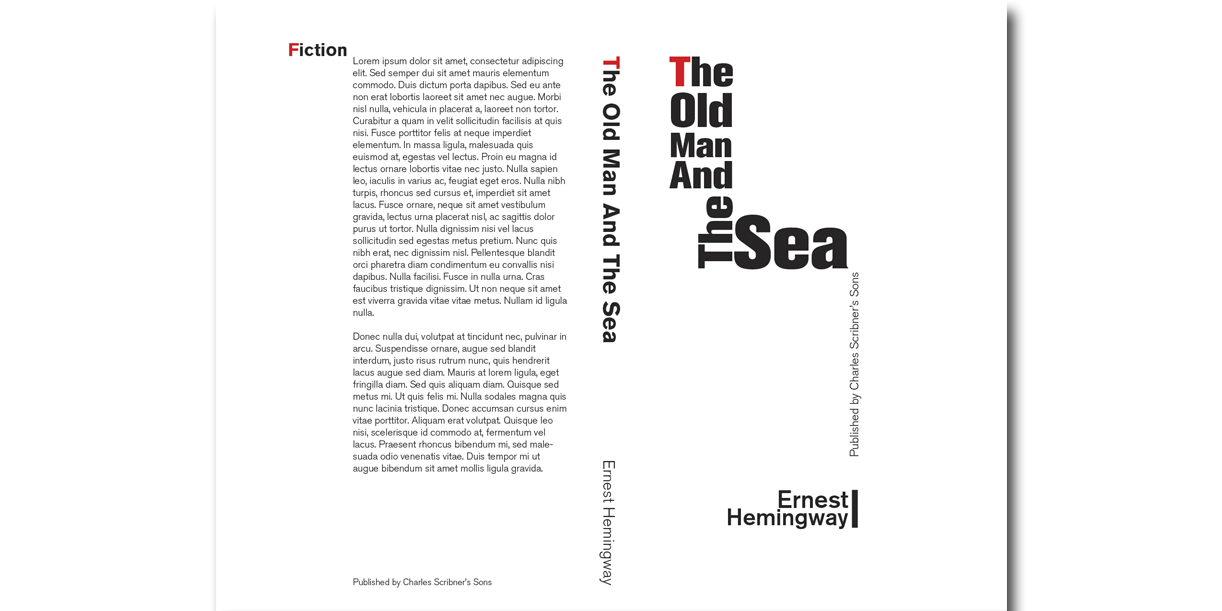 Fiction
Lorem ipsum dolor sit amet, consectetur adipiscing
elit. Sed semper dui sit amet mauris elementum
commodo. Duis dictum porta dapibus. Sed eu ante
non erat lobortis laoreet sit amet nec augue. Morbi
nisl nulla, vehicula in placerat a, laoreet non tortor.
Curabitur a quam in velit sollicitudin facilisis at quis
nisi. Fusce porttitor felis at neque imperdiet
elementum. In massa ligula, malesuada quis
euismod at, egestas vel lectus. Proin eu magna id
lectus ornare lobortis vitae nec justo. Nulla sapien
leo, iaculis in varius ac, feugiat eget eros. Nulla nibh
turpis, rhoncus sed cursus et, imperdiet sit amet
lacus. Fusce ornare, neque sit amet vestibulum
gravida, lectus urna placerat nisl, ac sagittis dolor
purus ut tortor. Nulla dignissim nisi vel lacus
sollicitudin sed egestas metus pretium. Nunc quis
nibh erat, nec dignissim nisl. Pellentesque blandit
orci pharetra diam condimentum eu convallis nisi
dapibus. Nulla facilisi. Fusce in nulla urna. Cras
faucibus tristique dignissim. Ut non neque sit amet
est viverra gravida vitae vitae metus. Nullam id ligula
nulla.
Donec nulla dui, volutpat at tincidunt nec, pulvinar in
arcu. Suspendisse ornare, augue sed blandit
interdum, justo risus rutrum nunc, quis hendrerit
lacus augue sed diam. Mauris at lorem ligula, eget
fringilla diam. Sed quis aliquam diam. Quisque sed
metus mi. Ut quis felis mi. Nulla sodales magna quis
nunc lacinia tristique. Donec accumsan cursus enim
vitae porttitor. Aliquam erat volutpat. Quisque leo
nisi, scelerisque id commodo at, fermentum vel
lacus. Praesent rhoncus bibendum mi, sed male-
suada odio venenatis vitae. Duis tempor mi ut
augue bibendum sit amet mollis ligula gravida.
Published by Charles Scribner's Sons
The Old Man And The Sea
Ernest Hemingway
The
Old
Man
And
The
Sea
Published by Charles Scribner's Sons
Ernest
Hemingway